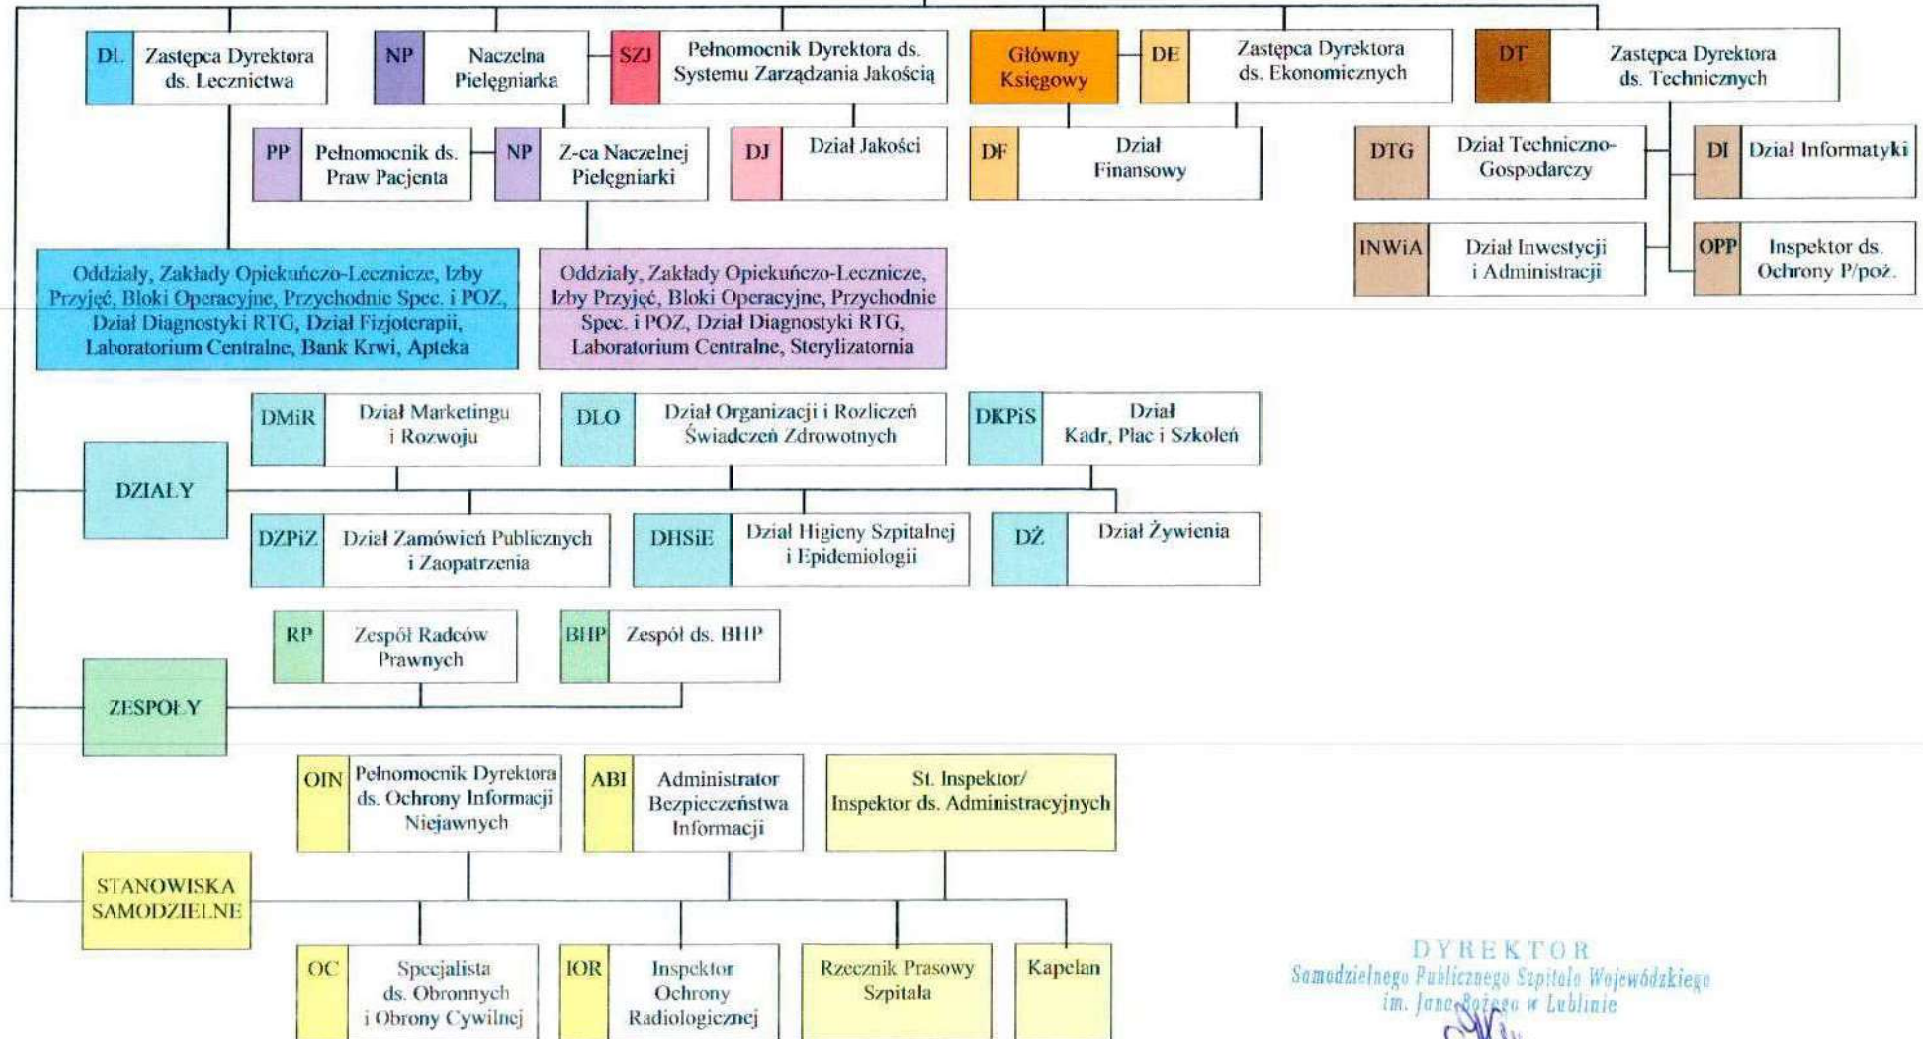 DL
Zastępca Dyrektora
ds. Lecznictwa
NP
Naczelna
Pielęgniarka
SZJ
Pełnomocnik Dyrektora ds.
Systemu Zarządzania Jakością
Główny
Księgowy
DE
Zastępca Dyrektora
ds. Ekonomicznych
DT
Zastępca Dyrektora
ds. Technicznych
PP
Pełnomocnik ds.
Praw Pacjenta
NP
Z-ca Naczelnej
Pielęgniarki
DJ
Dział Jakości
DF
Dział
Finansowy
DTG
Dział Techniczno-
Gospodarczy
DI
Dział Informatyki
INWiA
Dział Inwestycji
i Administracji
OPP
Inspektor ds.
Ochrony P/poż.
Oddziały, Zakłady Opiekuńczo-Lecznicze, Izby
Przyjęć, Bloki Operacyjne, Przychodnie Spec. i POZ,
Dział Diagnostyki RTG, Dział Fizjoterapii,
Laboratorium Centralne, Bank Krwi, Apteka
Oddziały, Zakłady Opiekuńczo-Lecznicze,
Izby Przyjęć, Bloki Operacyjne, Przychodnie
Spec. i POZ, Dział Diagnostyki RTG,
Laboratorium Centralne, Sterylizatornia
DZIAŁY
DMiR
Dział Marketingu
i Rozwoju
DLO
Dział Organizacji i Rozliczeń
Świadczeń Zdrowotnych
DKPiS
Dział
Kadr, Płac i Szkoleń
DZPiZ
Dział Zamówień Publicznych
i Zaopatrzenia
DHSiE
Dział Higieny Szpitalnej
i Epidemiologii
DŻ
Dział Żywienia
ZESPOŁY
RP
Zespół Radców
Prawnych
BHP
Zespół ds. BHP
STANOWISKA
SAMODZIELNE
OIN
Pełnomocnik Dyrektora
ds. Ochrony Informacji
Niejawnych
ABI
Administrator
Bezpieczeństwa
Informacji
St. Inspektor/
Inspektor ds. Administracyjnych
OC
Specjalista
ds. Obronnych
i Obrony Cywilnej
IOR
Inspektor
Ochrony
Radiologicznej
Rzecznik Prasowy
Szpitala
Kapelan
DYREKTOR
Samodzielnego Publicznego Szpitala Wojewódzkiego
im. Jana Bożego w Lublinie